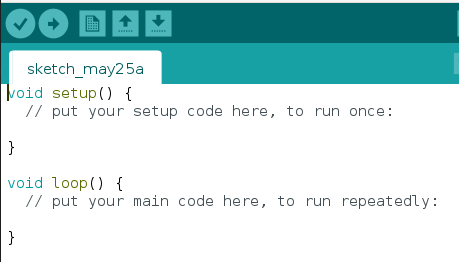 sketch_may25a
void setup() {
  // put your setup code here, to run once:
}
void loop() {
  // put your main code here, to run repeatedly:
}